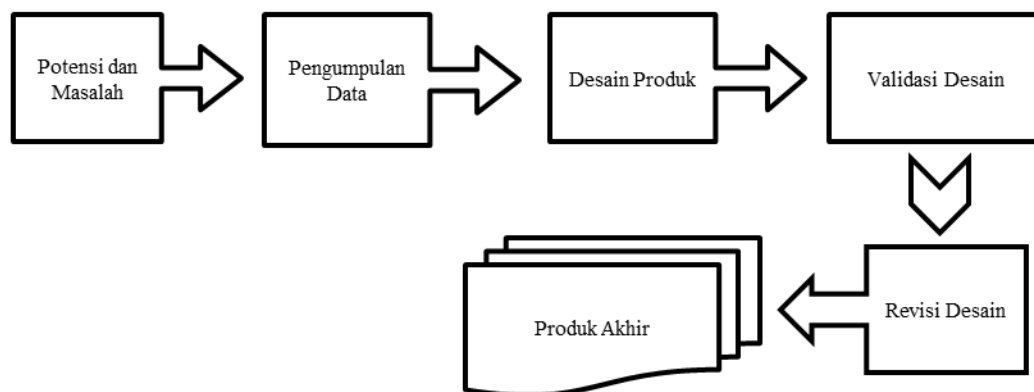 Potensi dan
Masalah
Pengumpulan
Data
Desain Produk
Validasi Desain
Revisi Desain
Produk Akhir